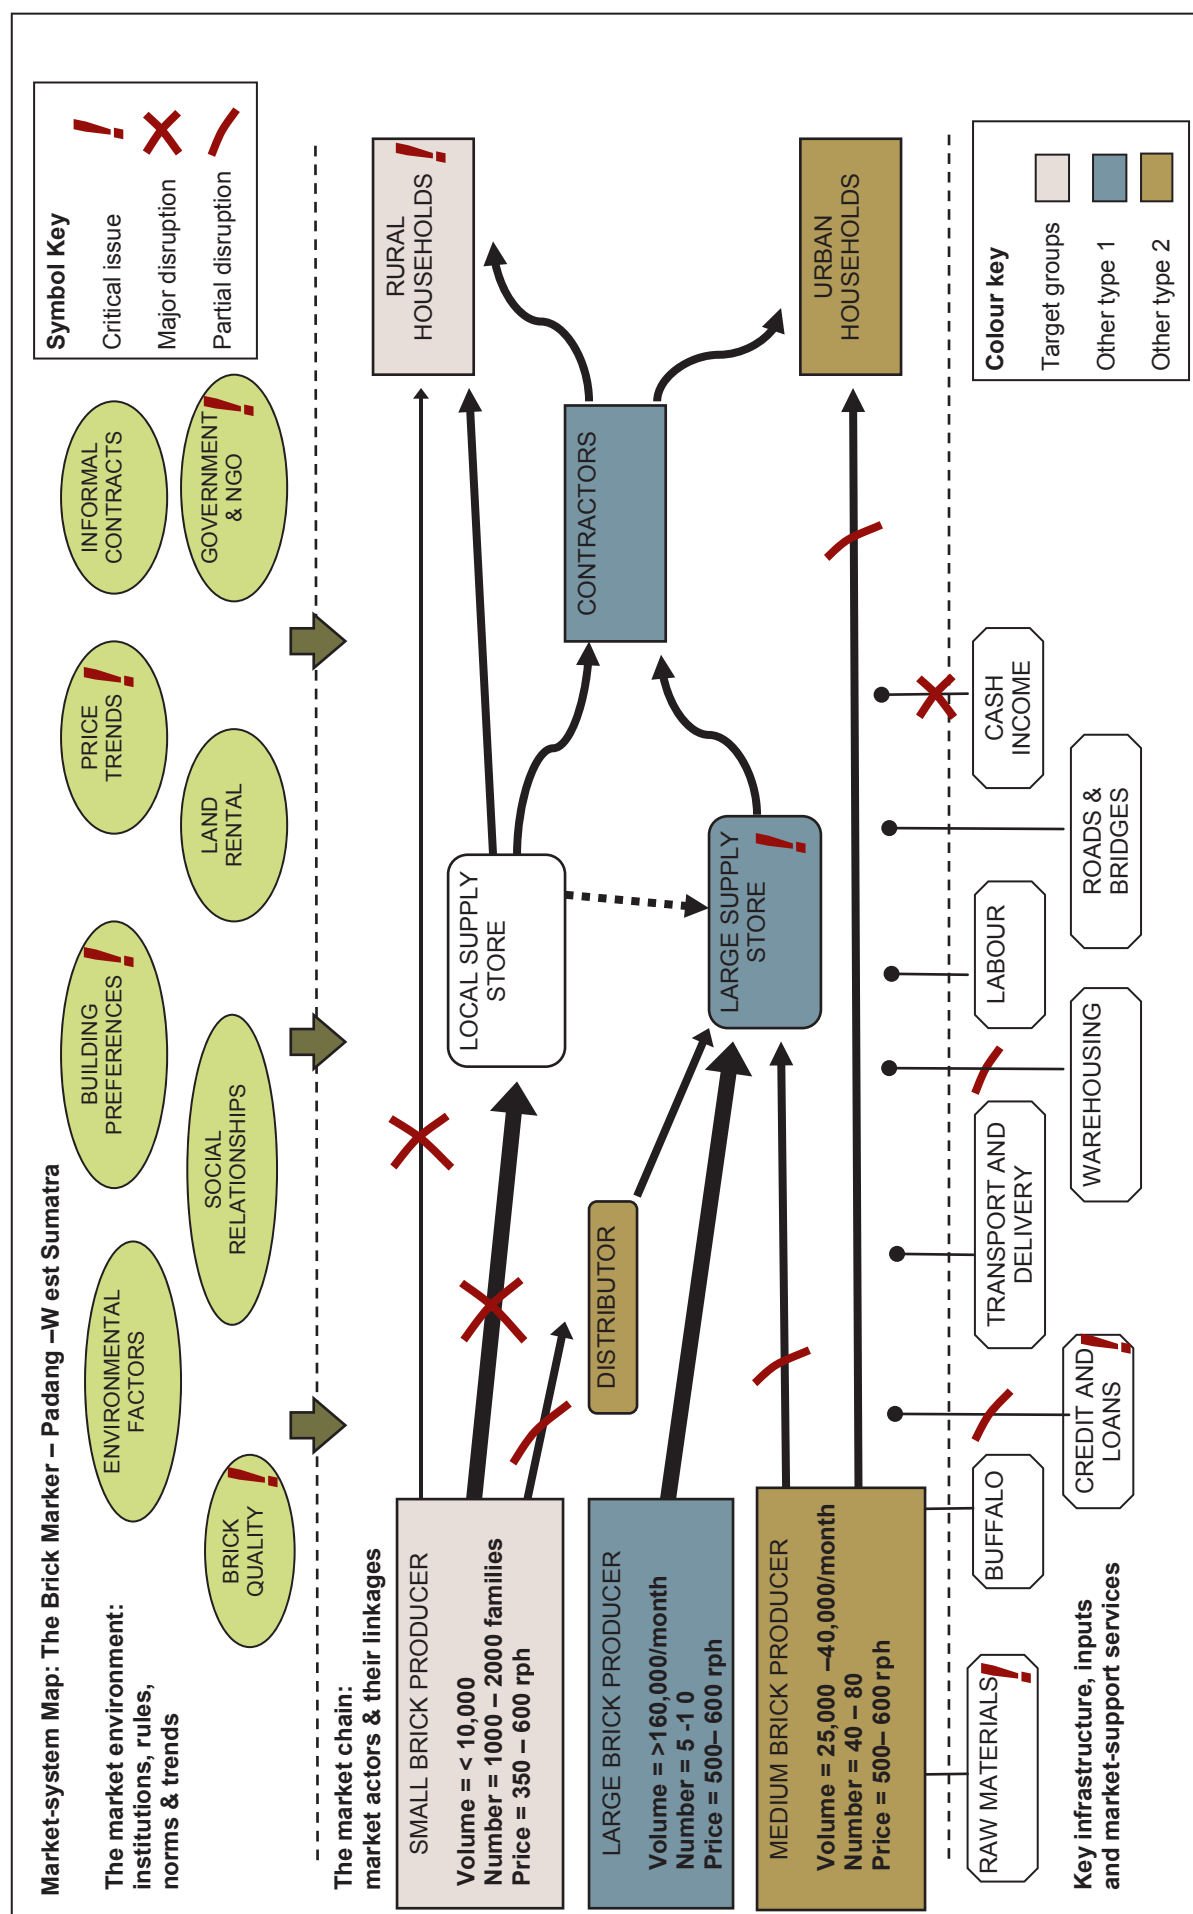 Market-system Map: The Brick Marker – Padang –W est Sumatra
The market environment:
institutions, rules,
norms & trends
BRICK
QUALITY
ENVIRONMENTAL
FACTORS
SOCIAL
RELATIONSHIPS
BUILDING
PREFERENCES
LAND
RENTAL
PRICE
TRENDS
INFORMAL
CONTRACTS
GOVERNMENT
& NGO
Symbol Key
Critical issue
Major disruption
Partial disruption
The market chain:
market actors & their linkages
SMALL BRICK PRODUCER
Volume = < 10,000
Number = 1000 – 2000 families
Price = 350 – 600 rph
LARGE BRICK PRODUCER
Volume = >160,000/month
Number = 5 -1 0
Price = 500– 600 rph
MEDIUM BRICK PRODUCER
Volume = 25,000 –40,000/month
Number = 40 – 80
Price = 500– 600 rph
DISTRIBUTOR
LOCAL SUPPLY
STORE
LARGE SUPPLY
STORE
CONTRACTORS
RURAL
HOUSEHOLDS
URBAN
HOUSEHOLDS
RAW MATERIALS
BUFFALO
CREDIT AND
LOANS
TRANSPORT AND
DELIVERY
WAREHOUSING
LABOUR
ROADS &
BRIDGES
CASH
INCOME
Key infrastructure, inputs
and market-support services
Colour key
Target groups
Other type 1
Other type 2